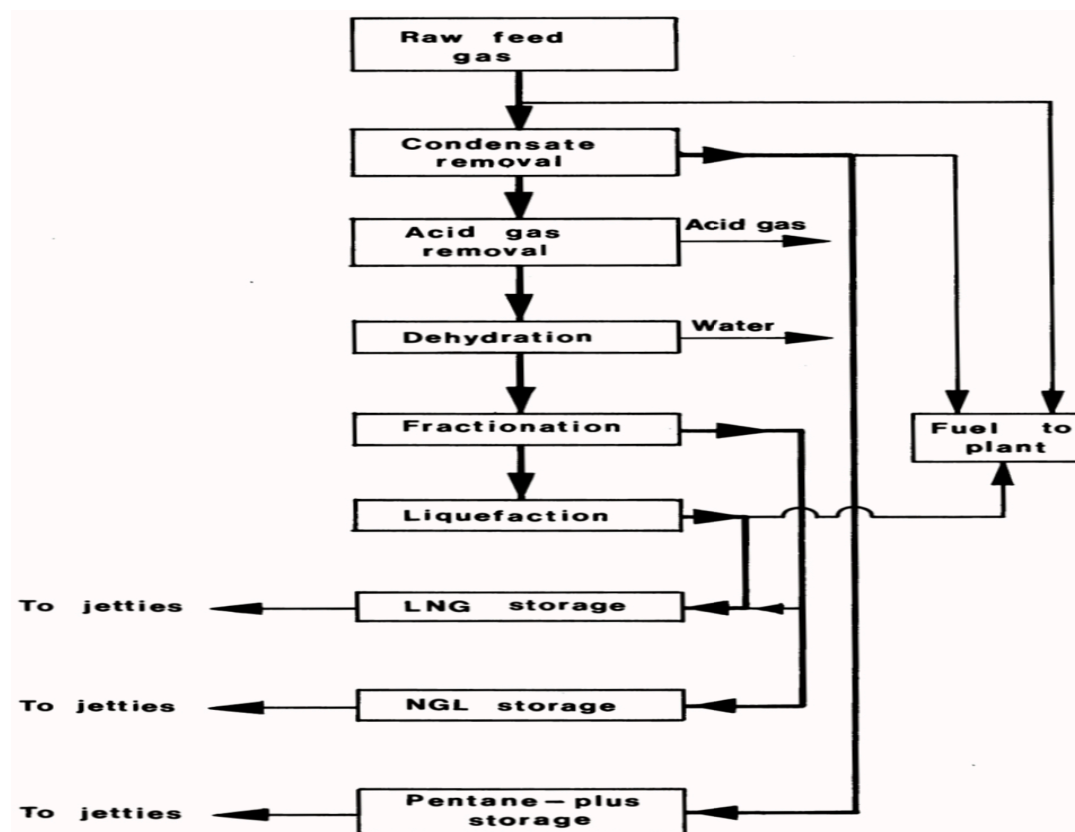 Raw feed
gas
Condensate
removal
Acid gas
removal
Acid gas
Dehydration
Water
Fractionation
Fuel to
plant
Liquefaction
To jetties
LNG storage
To jetties
NGL storage
To jetties
Pentane-plus
storage